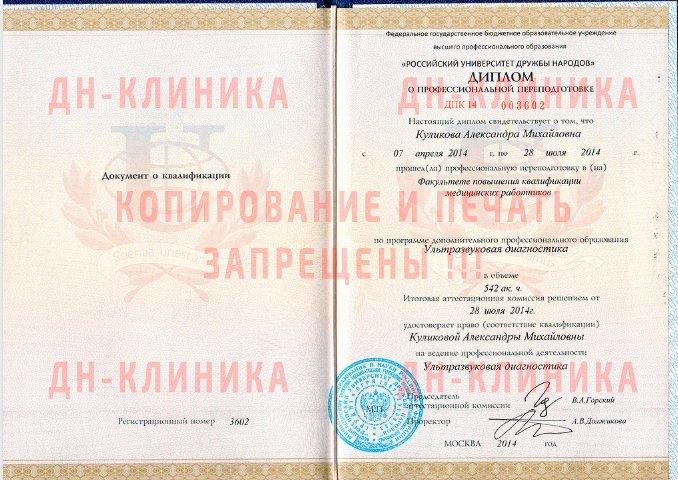 Документ о квалификации
Регистрационный номер 3602
Федеральное государственное бюджетное образовательное учреждение
высшего профессионального образования
«РОССИЙСКИЙ УНИВЕРСИТЕТ ДРУЖБЫ НАРОДОВ»
ДИПЛОМ
О ПРОФЕССИОНАЛЬНОЙ ПЕРЕПОДГОТОВКЕ
ДПК 14 003602
Настоящий диплом свидетельствует о том, что
Куликова Александра Михайловна
с 07 апреля 2014 г. по 28 июля 2014 г.
прошел(ла) профессиональную переподготовку в (на)
Факультете повышения квалификации
медицинских работников
по программе дополнительного профессионального образования
Ультразвуковая диагностика
в объеме
542 ак. ч.
Итоговая аттестационная комиссия решением от
28 июля 2014г.
удостоверяет право (соответствие квалификации)
Куликовой Александры Михайловны
на ведение профессиональной деятельности
Ультразвуковая диагностика
Председатель
аттестационной комиссии В.А.Горский
Проректор А.В.Должикова
М.П.
МОСКВА 2014 год
ДН-КЛИНИКА ДН-КЛИНИКА
КОПИРОВАНИЕ И ПЕЧАТЬ
ЗАПРЕЩЕНЫ !!!
ДН-КЛИНИКА ДН-КЛИНИКА